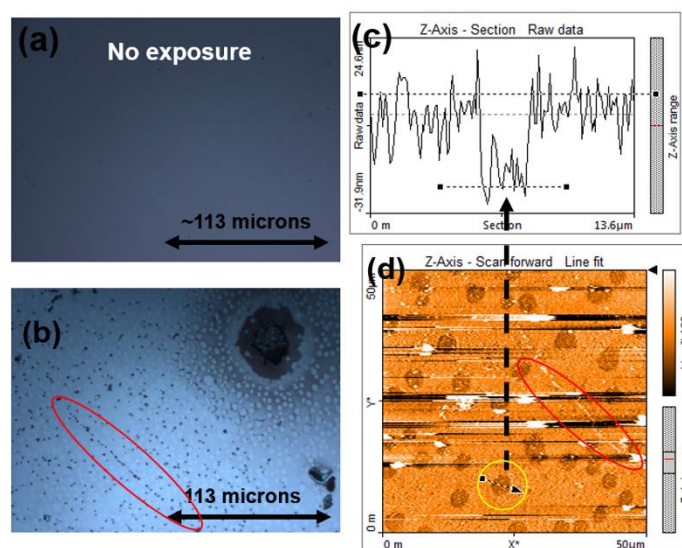 (a)
No exposure
~113 microns
(b)
113 microns
(c)
Z-Axis - Section Raw data
24.6nm
Raw data
-31.9nm
0 m
Section
13.6µm
Z-Axis range
(d)
Z-Axis - Scan forward Line fit
50µm
Y*
0 m
0 m
X*
50µm